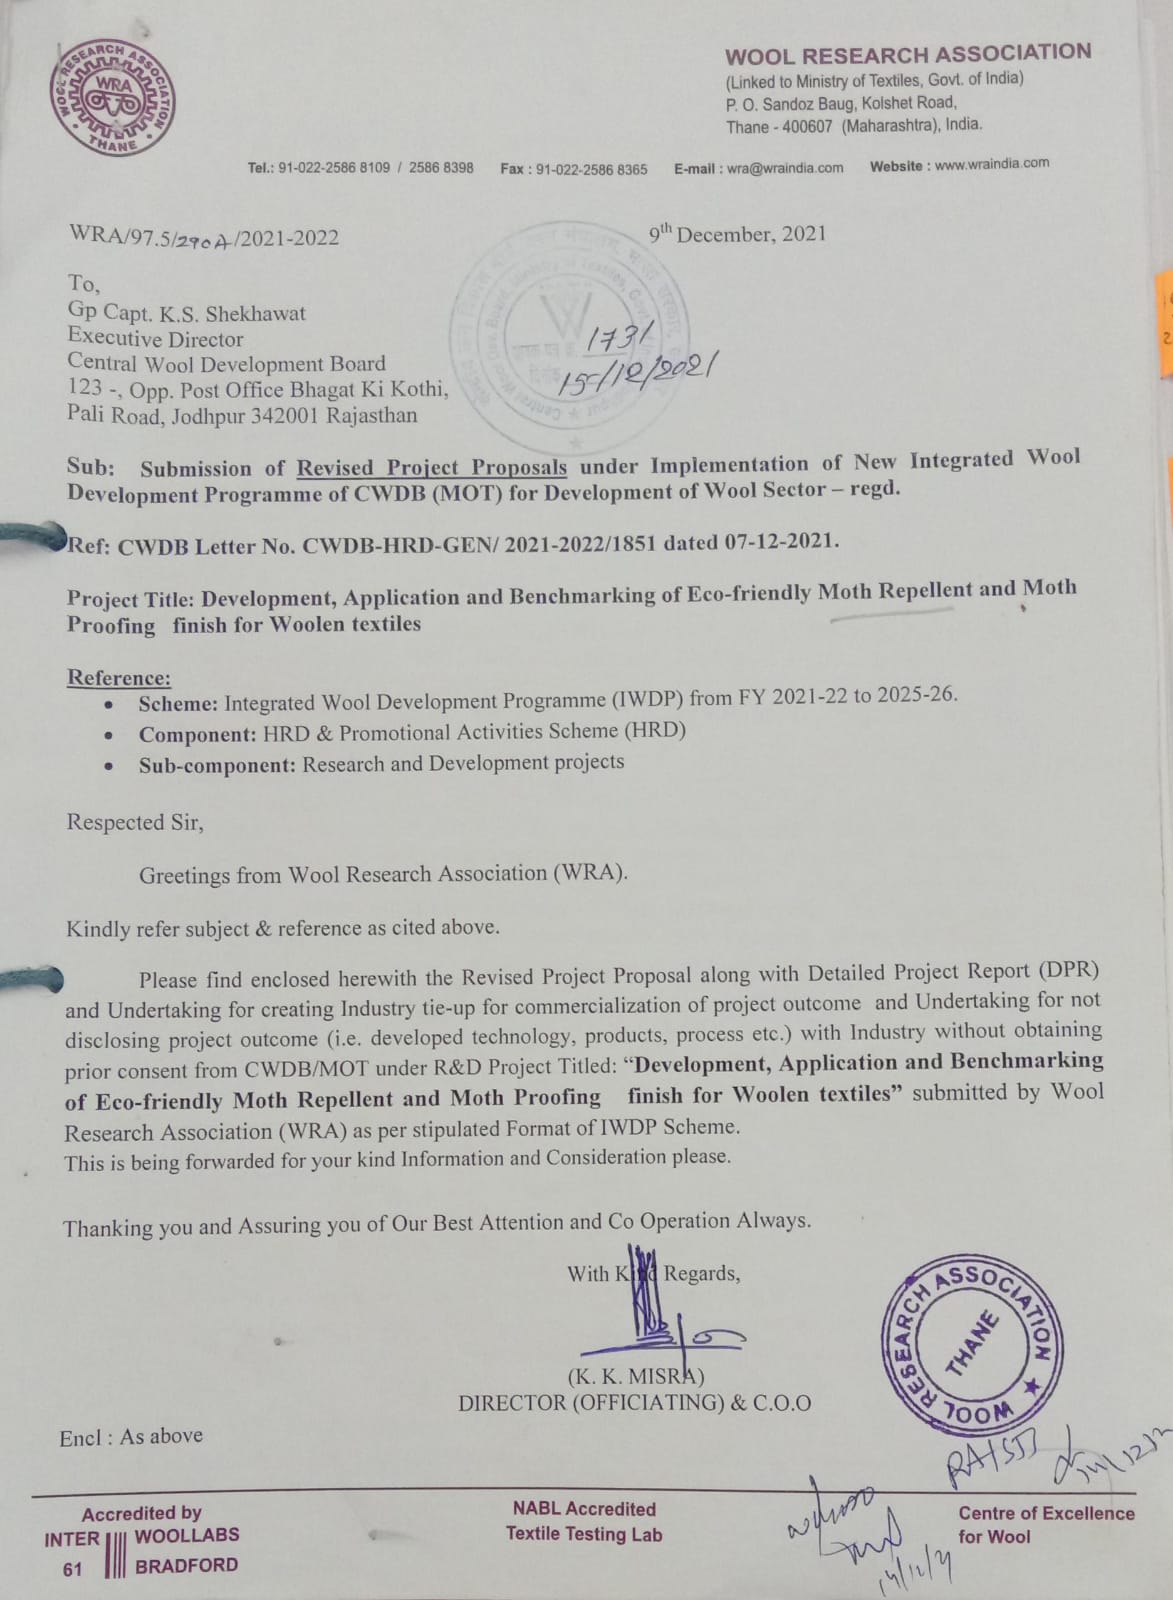 WOOL RESEARCH ASSOCIATION
WRA
THANE
WOOL RESEARCH ASSOCIATION
(Linked to Ministry of Textiles, Govt. of India)
P. O. Sandoz Baug, Kolshet Road,
Thane - 400607 (Maharashtra), India.
Tel.: 91-022-2586 8109 / 2586 8398 Fax : 91-022-2586 8365 E-mail : wra@wraindia.com Website : www.wraindia.com
WRA/97.5/290A/2021-2022 9th December, 2021
1731
15/12/2021
To,
Gp Capt. K.S. Shekhawat
Executive Director
Central Wool Development Board
123 -, Opp. Post Office Bhagat Ki Kothi,
Pali Road, Jodhpur 342001 Rajasthan
Sub: Submission of Revised Project Proposals under Implementation of New Integrated Wool
Development Programme of CWDB (MOT) for Development of Wool Sector – regd.
Ref: CWDB Letter No. CWDB-HRD-GEN/ 2021-2022/1851 dated 07-12-2021.
Project Title: Development, Application and Benchmarking of Eco-friendly Moth Repellent and Moth
Proofing finish for Woolen textiles
Reference:
• Scheme: Integrated Wool Development Programme (IWDP) from FY 2021-22 to 2025-26.
• Component: HRD & Promotional Activities Scheme (HRD)
• Sub-component: Research and Development projects
Respected Sir,
Greetings from Wool Research Association (WRA).
Kindly refer subject & reference as cited above.
Please find enclosed herewith the Revised Project Proposal along with Detailed Project Report (DPR)
and Undertaking for creating Industry tie-up for commercialization of project outcome and Undertaking for not
disclosing project outcome (i.e. developed technology, products, process etc.) with Industry without obtaining
prior consent from CWDB/MOT under R&D Project Titled: “Development, Application and Benchmarking
of Eco-friendly Moth Repellent and Moth Proofing finish for Woolen textiles” submitted by Wool
Research Association (WRA) as per stipulated Format of IWDP Scheme.
This is being forwarded for your kind Information and Consideration please.
Thanking you and Assuring you of Our Best Attention and Co Operation Always.
With Kind Regards,
(K. K. MISRA)
DIRECTOR (OFFICIATING) & C.O.O
WOOL RESEARCH ASSOCIATION
THANE
Encl : As above
Accredited by
INTER WOOLLABS
61 BRADFORD
NABL Accredited
Textile Testing Lab
Centre of Excellence
for Wool